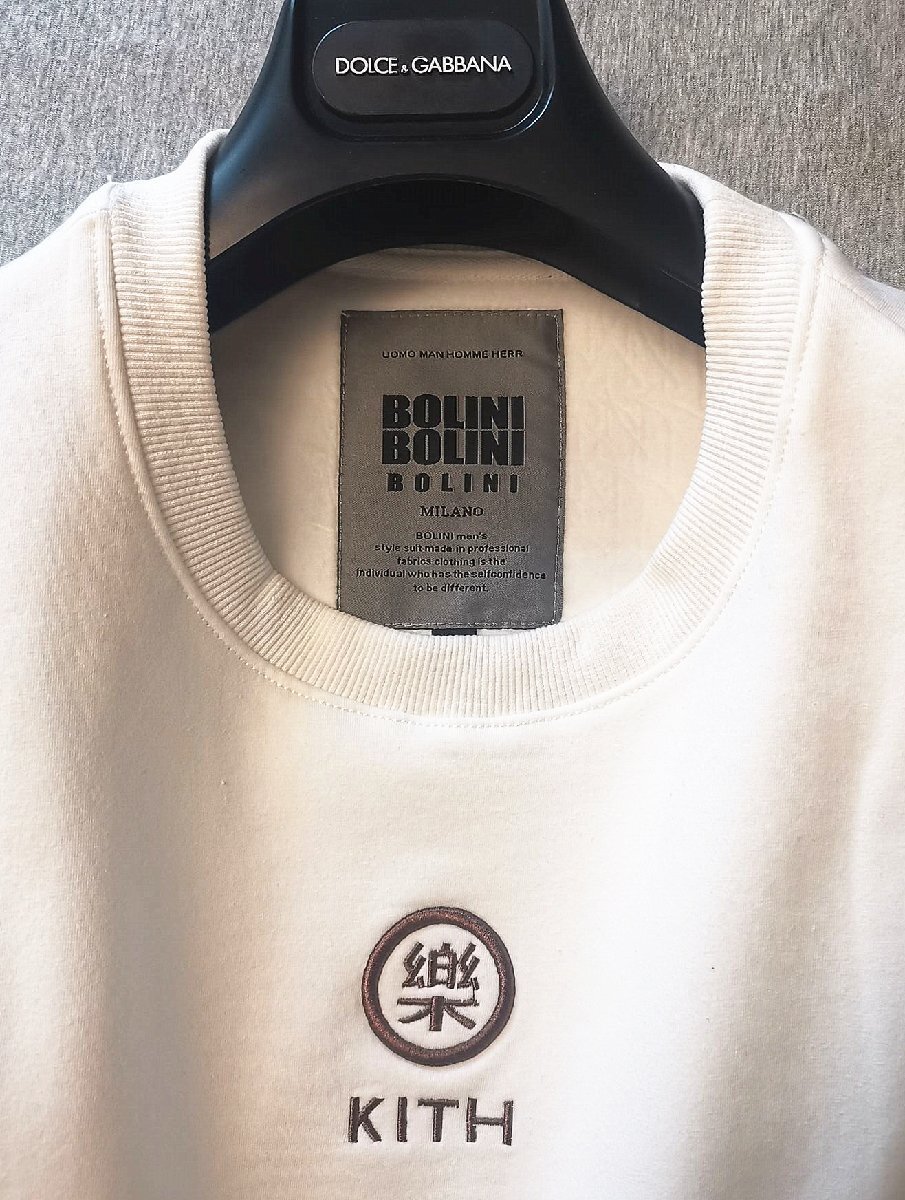 DOLCE & GABBANA
UOMO MAN HOMME HERR
BOLINI
BOLINI
BOLINI
MILANO
BOLINI men's
style suit made in professional
fabrics clothing is the
individual who has the selfconfidence
to be different.
樂
KITH